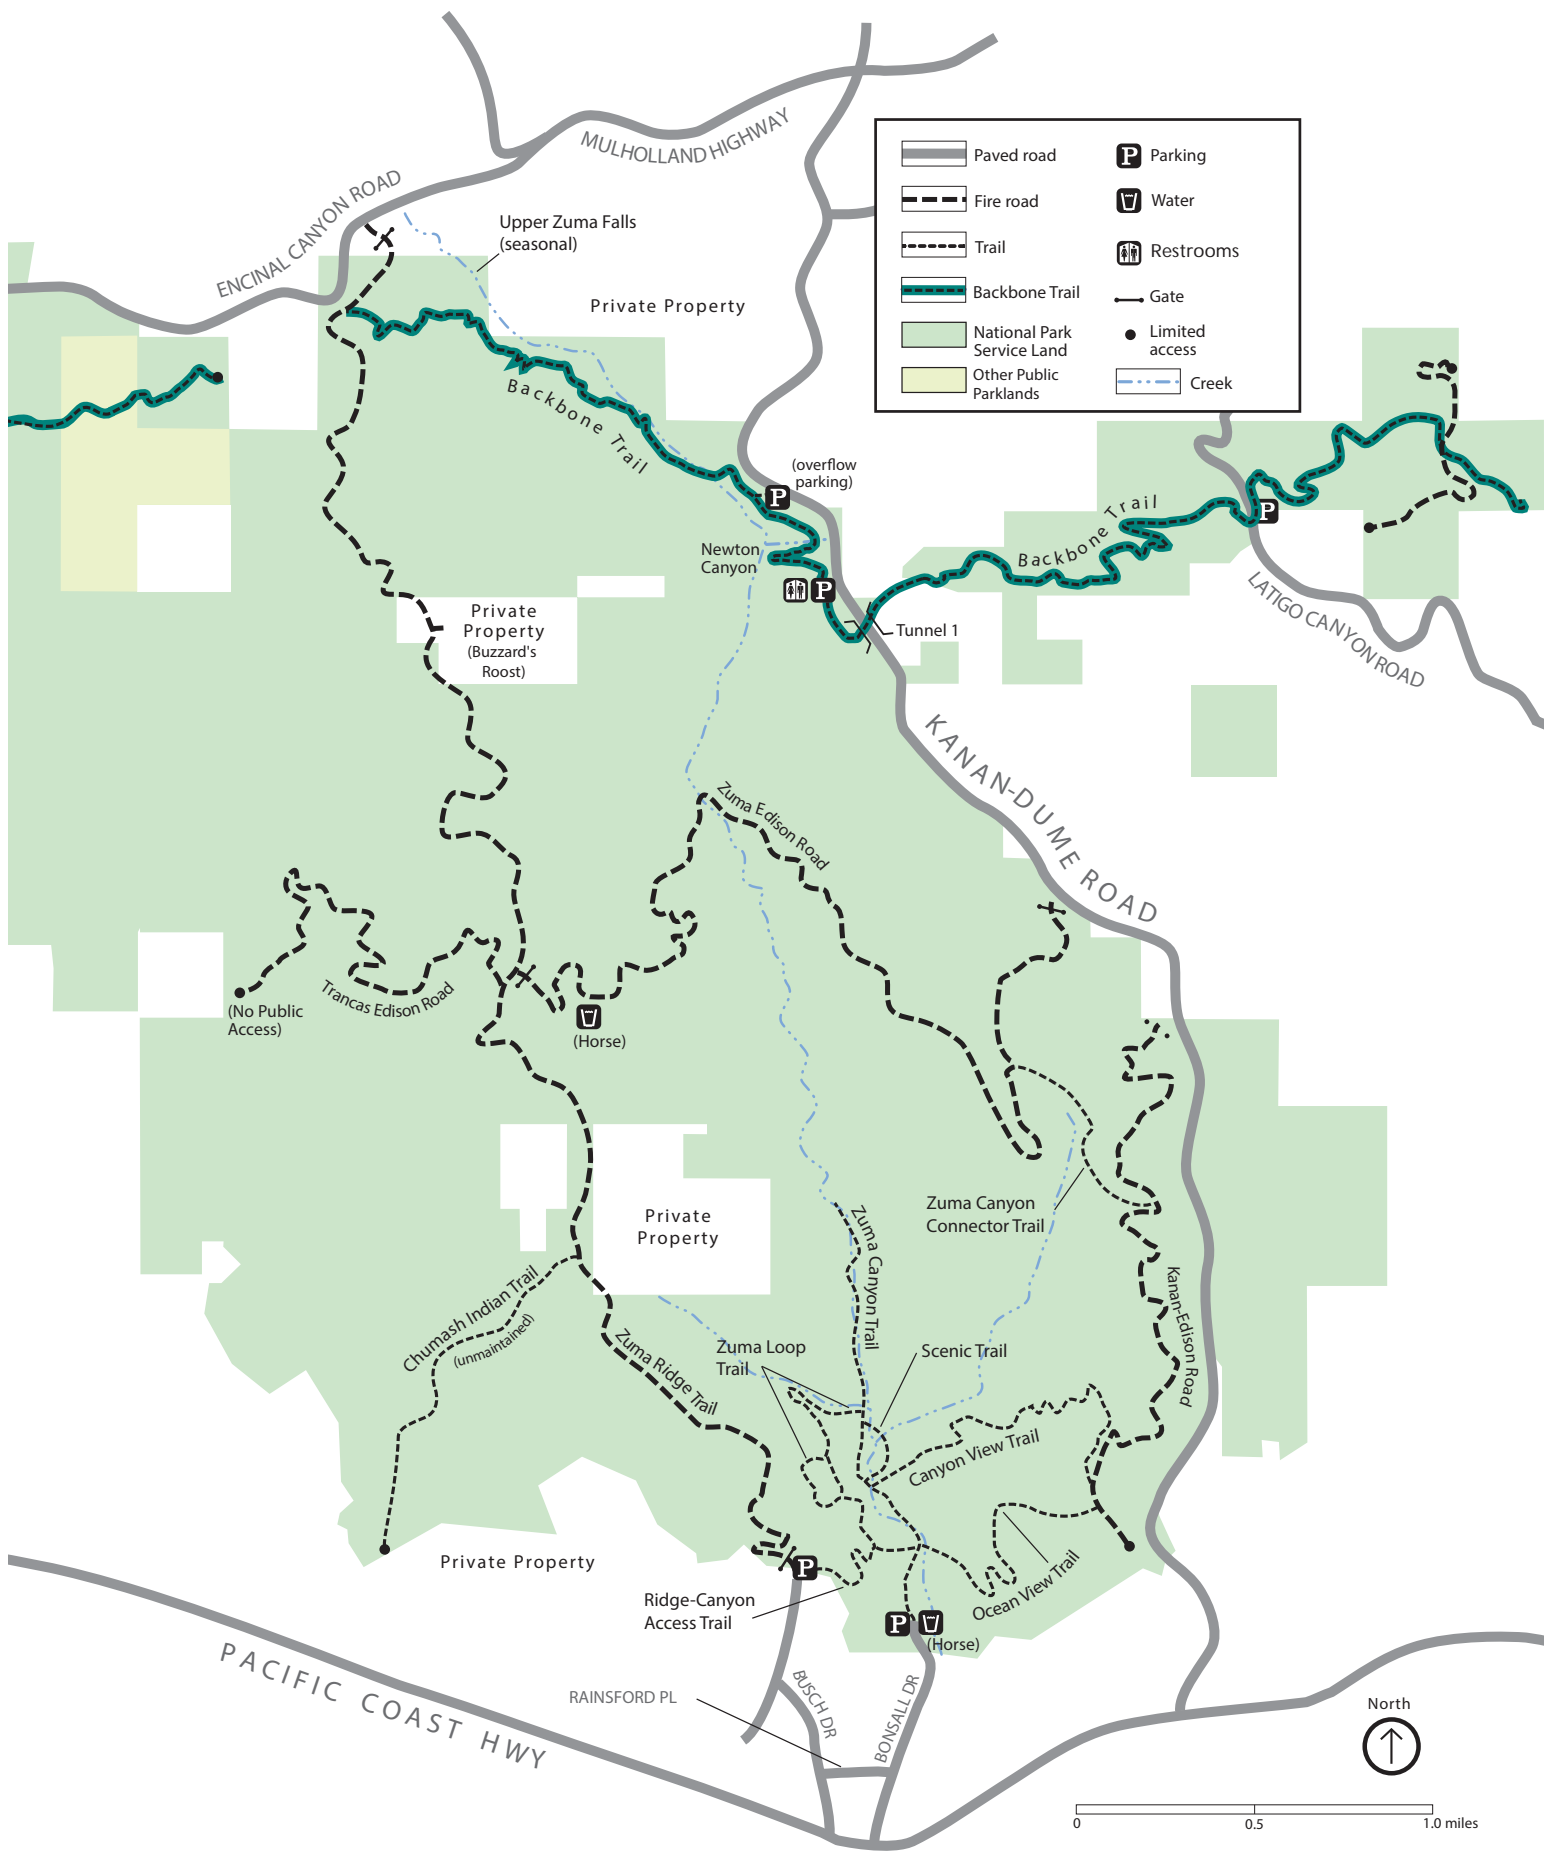 MULHOLLAND HIGHWAY
ENCINAL CANYON ROAD
Upper Zuma Falls
(seasonal)
Private Property
Paved road
Fire road
Trail
Backbone Trail
National Park
Service Land
Other Public
Parklands
P Parking
Water
Restrooms
Gate
Limited
access
Creek
Backbone Trail
(overflow
parking)
P
Newton
Canyon
P
Tunnel 1
Backbone Trail
P
LATIGO CANYON ROAD
Private
Property
(Buzzard's
Roost)
KANAN-DUME ROAD
Zuma Edison Road
Trancas Edison Road
(No Public
Access)
(Horse)
Private
Property
Zuma Canyon
Connector Trail
Zuma Canyon Trail
Kanan-Edison Road
Chumash Indian Trail
(unmaintained)
Zuma Ridge Trail
Zuma Loop
Trail
Scenic Trail
Canyon View Trail
Private Property
P
Ridge-Canyon
Access Trail
Ocean View Trail
P
(Horse)
PACIFIC COAST HWY
RAINSFORD PL
BUSCH DR
BONSALL DR
North
0
0.5
1.0 miles